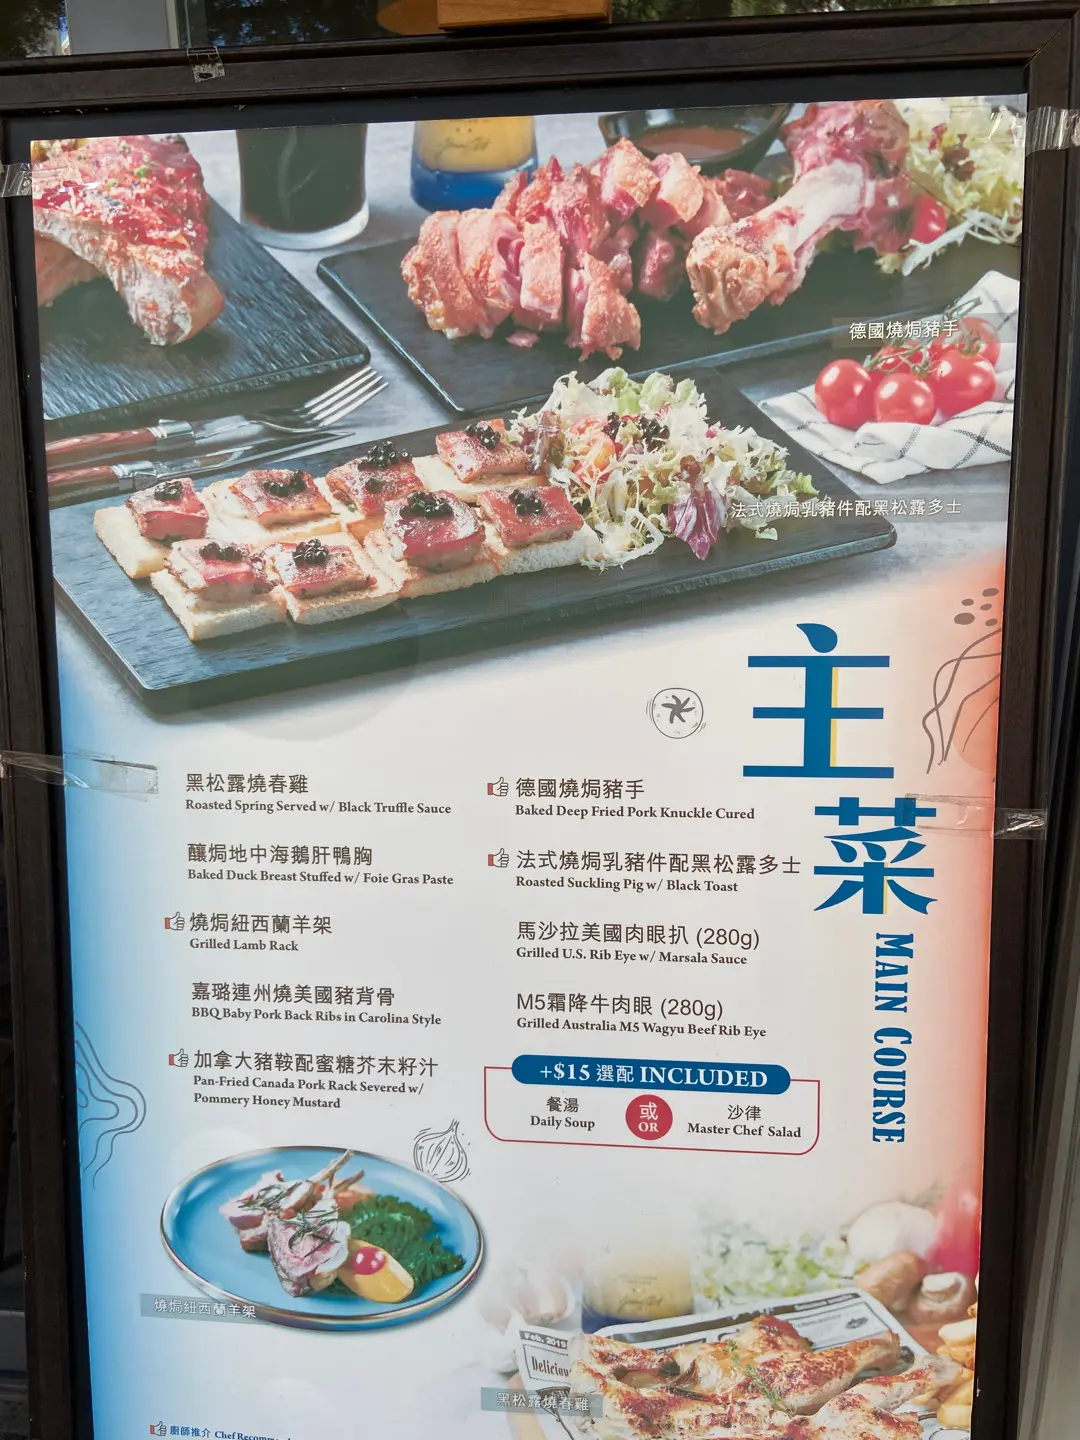 德國燒焗豬手
法式燒焗乳豬件配黑松露多士
主菜
MAIN COURSE
黑松露燒春雞
Roasted Spring Served w/ Black Truffle Sauce
釀焗地中海鵝肝鴨胸
Baked Duck Breast Stuffed w/ Foie Gras Paste
燒焗紐西蘭羊架
Grilled Lamb Rack
嘉璐連州燒美國豬背骨
BBQ Baby Pork Back Ribs in Carolina Style
加拿大豬鞍配蜜糖芥末籽汁
Pan-Fried Canada Pork Rack Severed w/
Pommery Honey Mustard
德國燒焗豬手
Baked Deep Fried Pork Knuckle Cured
法式燒焗乳豬件配黑松露多士
Roasted Suckling Pig w/ Black Toast
馬沙拉美國肉眼扒 (280g)
Grilled U.S. Rib Eye w/ Marsala Sauce
M5霜降牛肉眼 (280g)
Grilled Australia M5 Wagyu Beef Rib Eye
+$15 選配 INCLUDED
餐湯
Daily Soup
或
OR
沙律
Master Chef Salad
燒焗紐西蘭羊架
Feb. 2019
Delicious
黑松露燒春雞
廚師推介 Chef